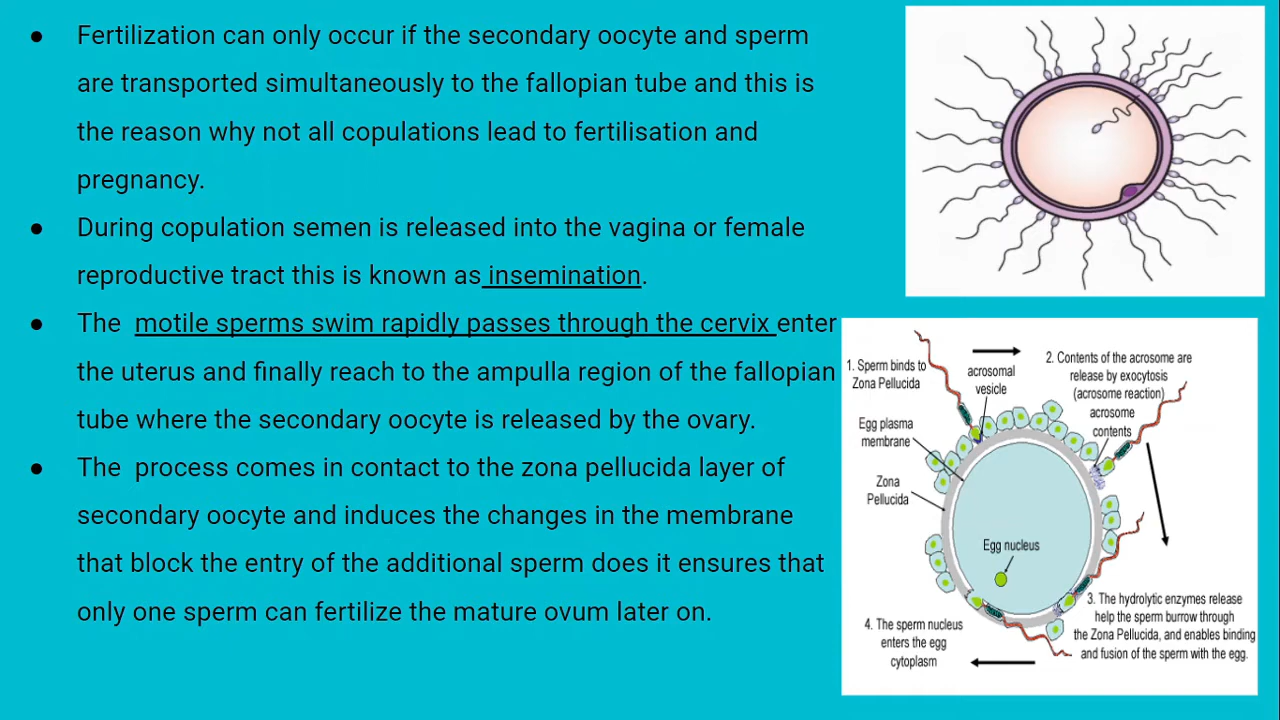 ● Fertilization can only occur if the secondary oocyte and sperm
are transported simultaneously to the fallopian tube and this is
the reason why not all copulations lead to fertilisation and
pregnancy.
● During copulation semen is released into the vagina or female
reproductive tract this is known as insemination.
● The motile sperms swim rapidly passes through the cervix enter
the uterus and finally reach to the ampulla region of the fallopian
tube where the secondary oocyte is released by the ovary.
● The process comes in contact to the zona pellucida layer of
secondary oocyte and induces the changes in the membrane
that block the entry of the additional sperm does it ensures that
only one sperm can fertilize the mature ovum later on.
1. Sperm binds to
Zona Pellucida
acrosomal
vesicle
2. Contents of the acrosome are
release by exocytosis
(acrosome reaction)
acrosome
contents
Egg plasma
membrane
Zona
Pellucida
Egg nucleus
3. The hydrolytic enzymes release
help the sperm burrow through
the Zona Pellucida, and enables binding
and fusion of the sperm with the egg.
4. The sperm nucleus
enters the egg
cytoplasm